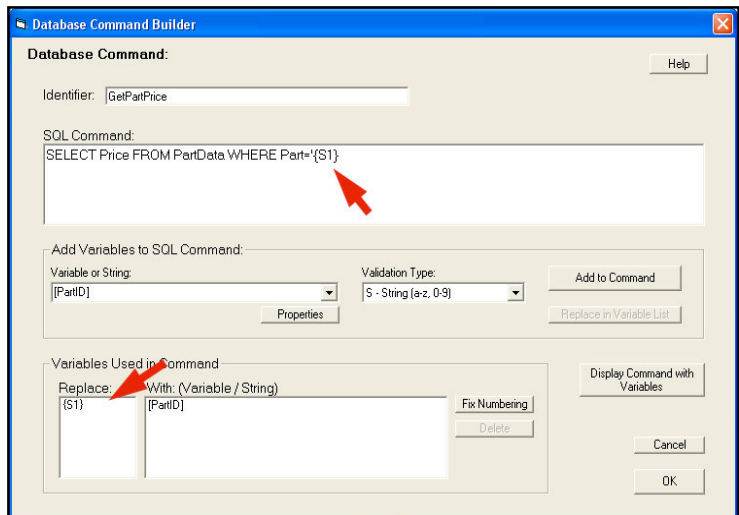 Database Command Builder
Database Command:
Help
Identifier: GetPartPrice
SQL Command:
SELECT Price FROM PartData WHERE Part='{S1}
Add Variables to SQL Command:
Variable or String: Validation Type:
[PartID] S - String (a-z, 0-9) Add to Command
Properties Replace in Variable List
Variables Used in Command
Replace: With: (Variable / String)
{S1} [PartID]
Fix Numbering
Delete
Display Command with
Variables
Cancel
OK